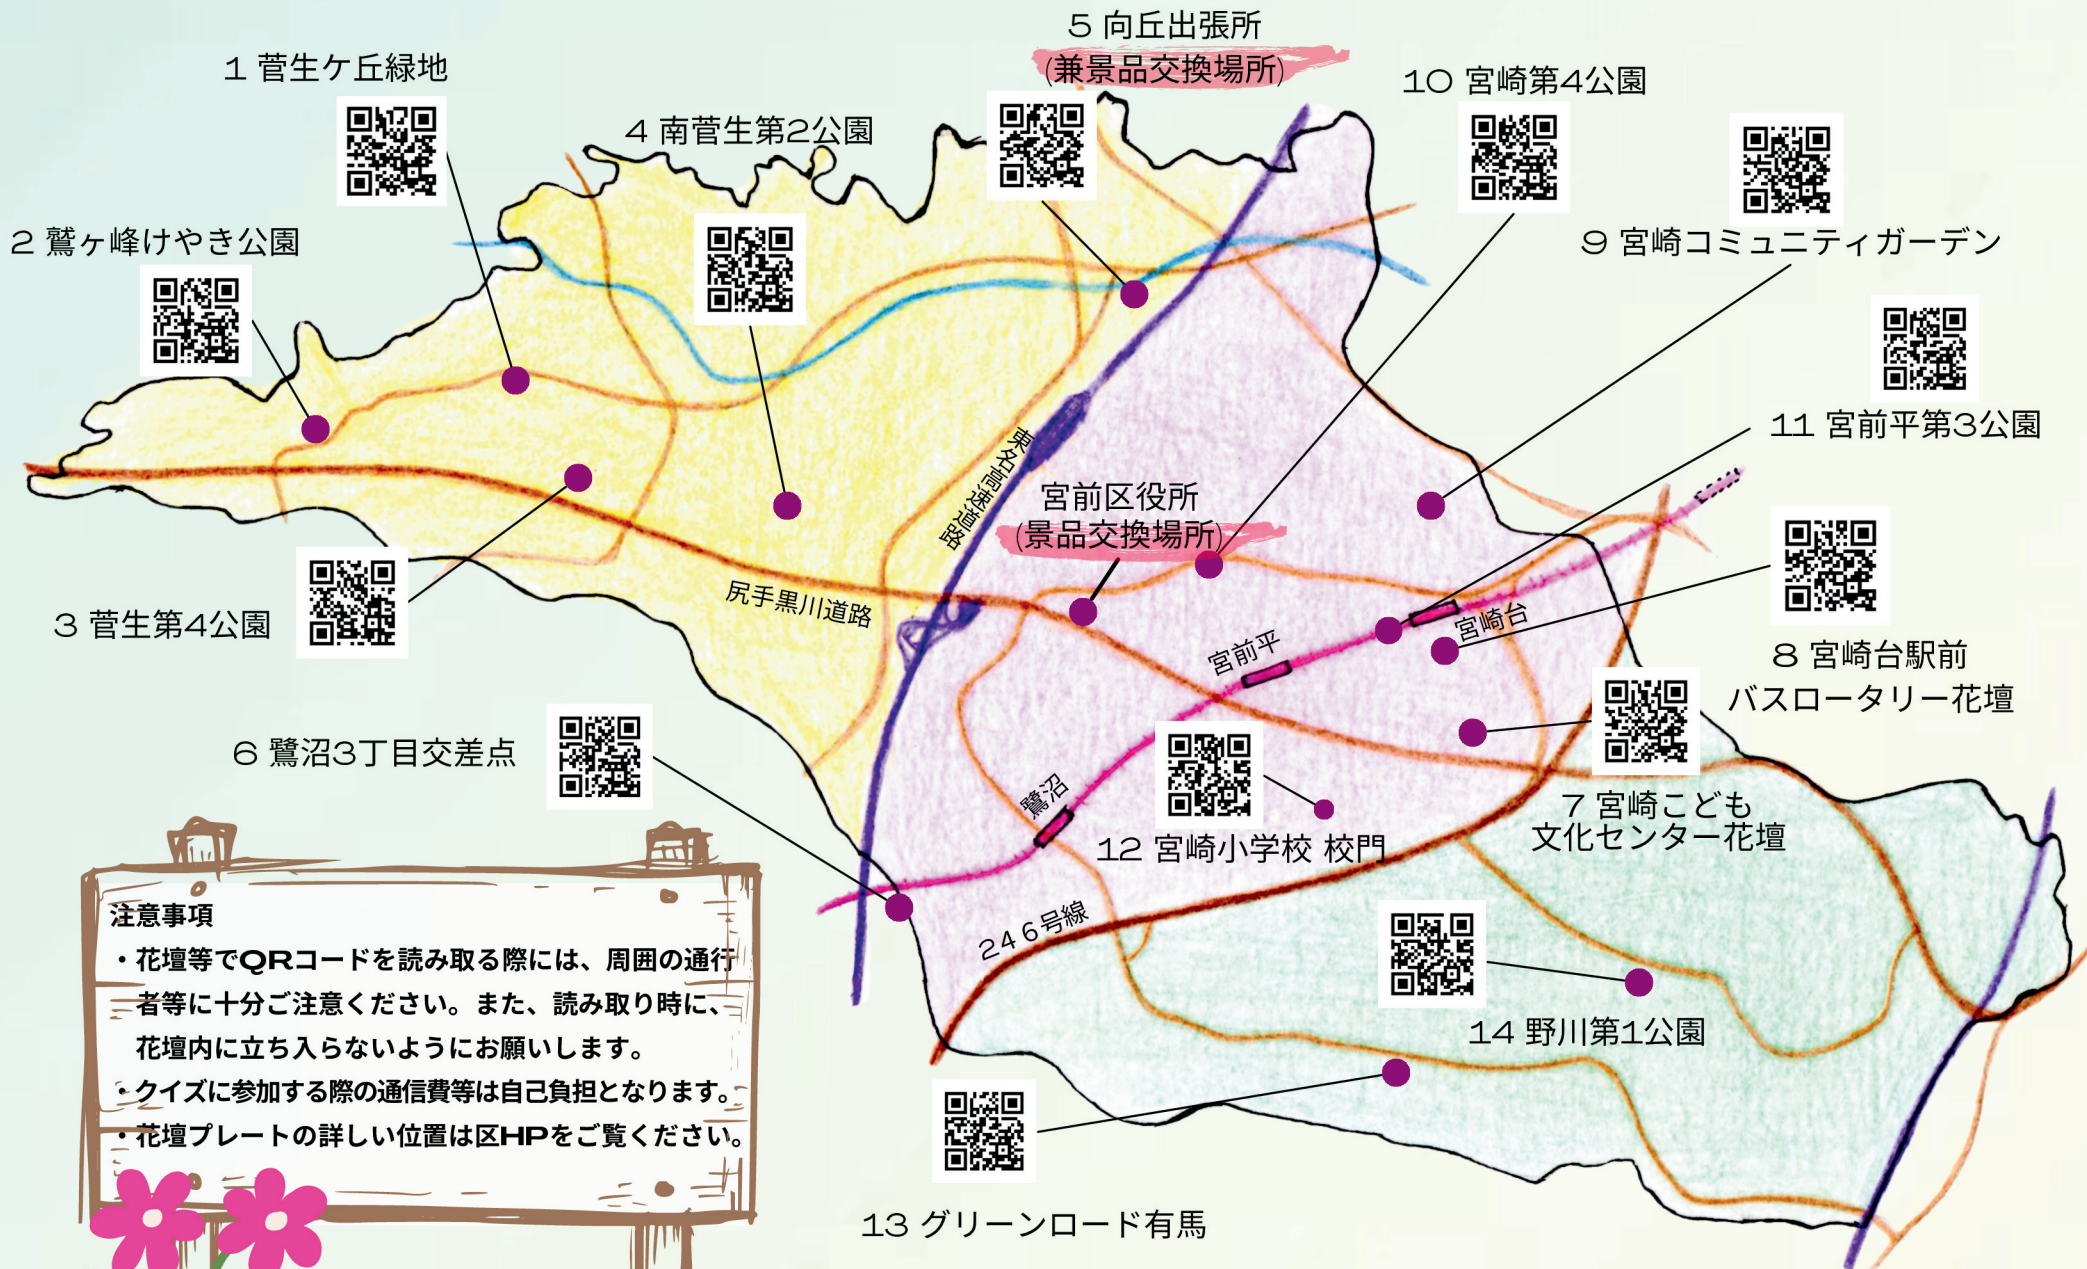 5 向丘出張所
(兼景品交換場所)
1 菅生ケ丘緑地
10 宮崎第4公園
4 南菅生第2公園
2 鷲ヶ峰けやき公園
9 宮崎コミュニティガーデン
11 宮前平第3公園
東名高速道路
宮前区役所
(景品交換場所)
尻手黒川道路
3 菅生第4公園
宮崎台
宮前平
8 宮崎台駅前
バスロータリー花壇
6 鷺沼3丁目交差点
鷺沼
7 宮崎こども
文化センター花壇
12 宮崎小学校 校門
246号線
14 野川第1公園
13 グリーンロード有馬
注意事項
・花壇等でQRコードを読み取る際には、周囲の通行
者等に十分ご注意ください。また、読み取り時に、
花壇内に立ち入らないようにお願いします。
・クイズに参加する際の通信費等は自己負担となります。
・花壇プレートの詳しい位置は区HPをご覧ください。